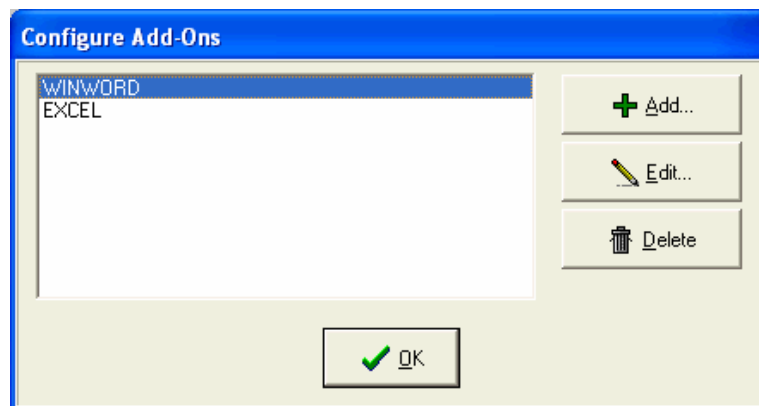 Configure Add-Ons
WINWORD
EXCEL
Add...
Edit...
Delete
OK